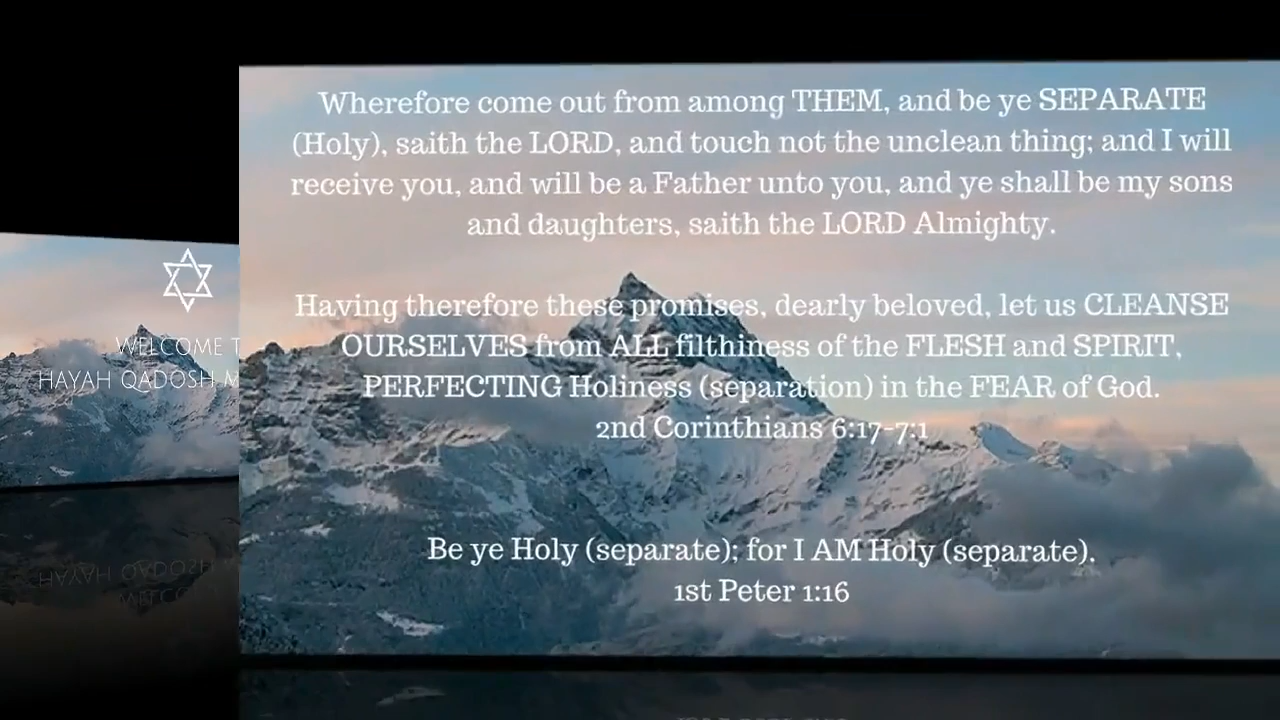 Wherefore come out from among THEM, and be ye SEPARATE
(Holy), saith the LORD, and touch not the unclean thing; and I will
receive you, and will be a Father unto you, and ye shall be my sons
and daughters, saith the LORD Almighty.
Having therefore these promises, dearly beloved, let us CLEANSE
OURSELVES from ALL filthiness of the FLESH and SPIRIT,
PERFECTING Holiness (separation) in the FEAR of God.
2nd Corinthians 6:17-7:1
Be ye Holy (separate); for I AM Holy (separate).
1st Peter 1:16
WELCOME T
HAYAH QADOSH M